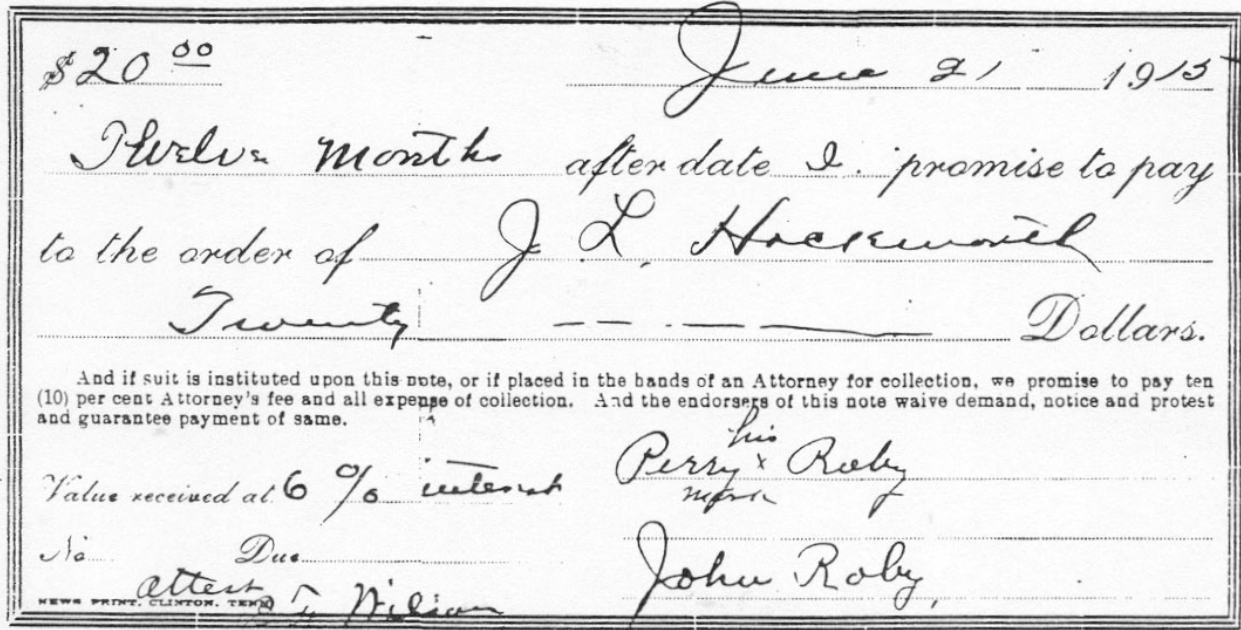 $20 00 June 21 1915
Twelve months after date I promise to pay
to the order of J L. Hackworth
Twenty Dollars.
And if suit is instituted upon this note, or if placed in the hands of an Attorney for collection, we promise to pay ten
(10) per cent Attorney's fee and all expense of collection. And the endorsers of this note waive demand, notice and protest
and guarantee payment of same.
his
Perry x Roby
mark
Value received at 6 % interest
No Due
John Roby,
attest
Wilson
NEWS PRINT, CLINTON, TENN